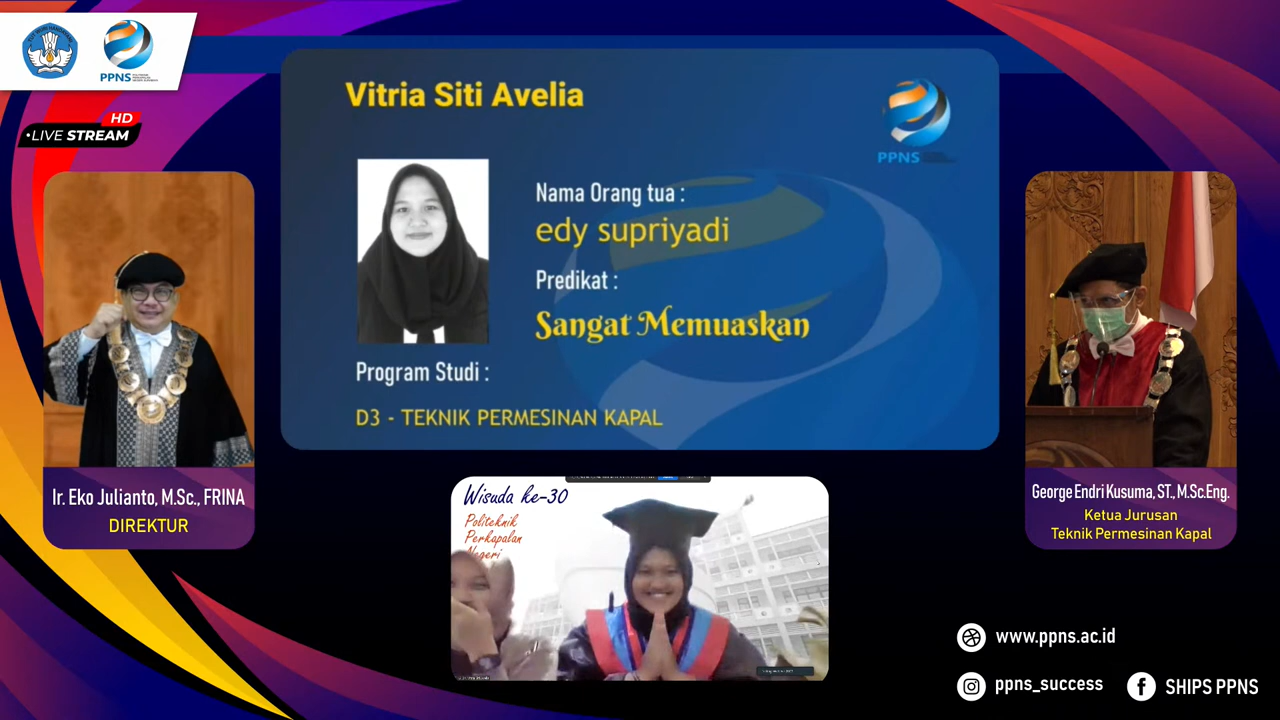 PPNS
HD
LIVE STREAM
Vitria Siti Avelia
PPNS
Nama Orang tua :
edy supriyadi
Predikat :
Sangat Memuaskan
Program Studi :
D3 - TEKNIK PERMESINAN KAPAL
Ir. Eko Julianto, M.Sc., FRINA
DIREKTUR
George Endri Kusuma, ST., M.Sc.Eng.
Ketua Jurusan
Teknik Permesinan Kapal
Wisuda ke-30
Politeknik
Perkapalan
Negeri
www.ppns.ac.id
ppns_success
SHIPS PPNS